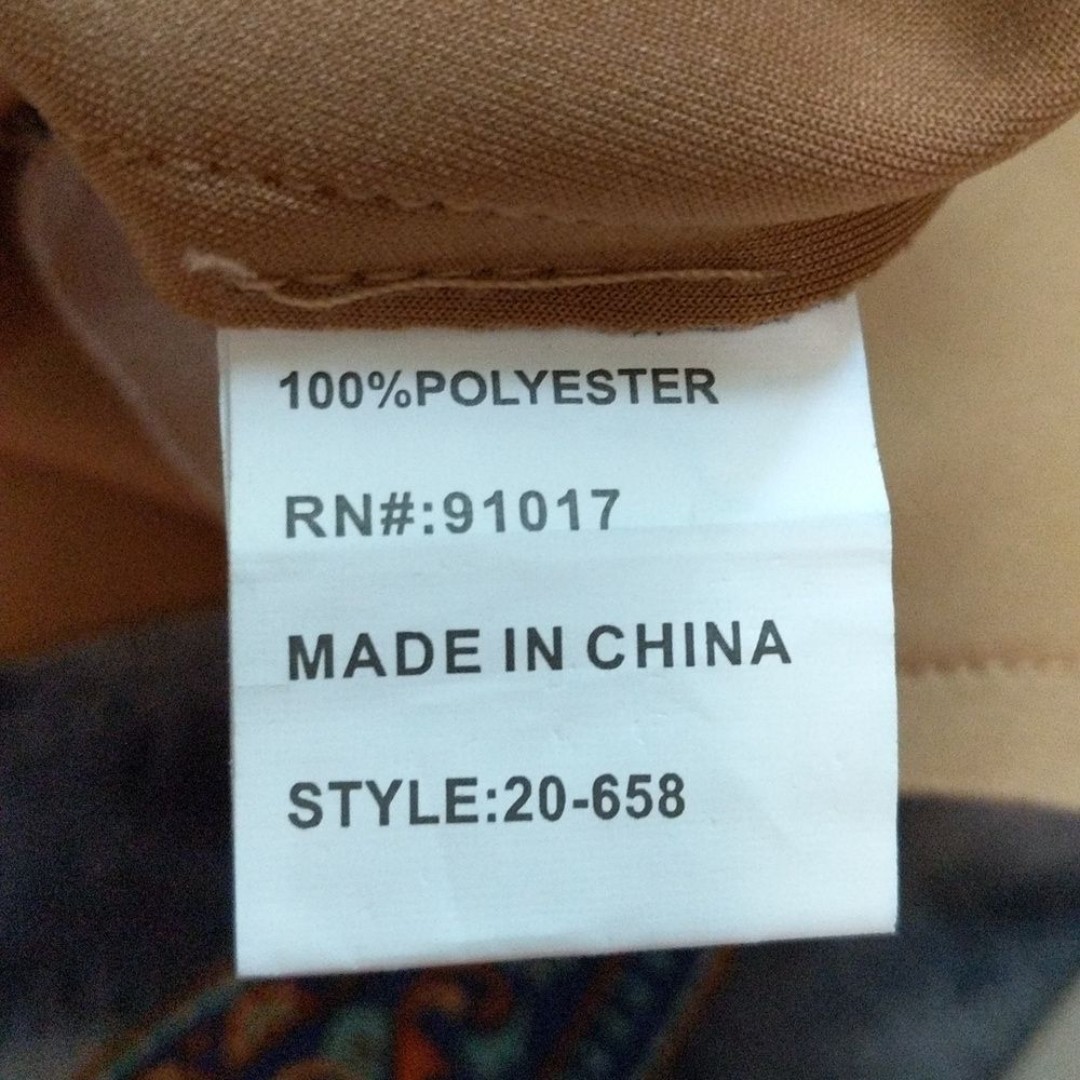 100%POLYESTER
RN#:91017
MADE IN CHINA
STYLE:20-658